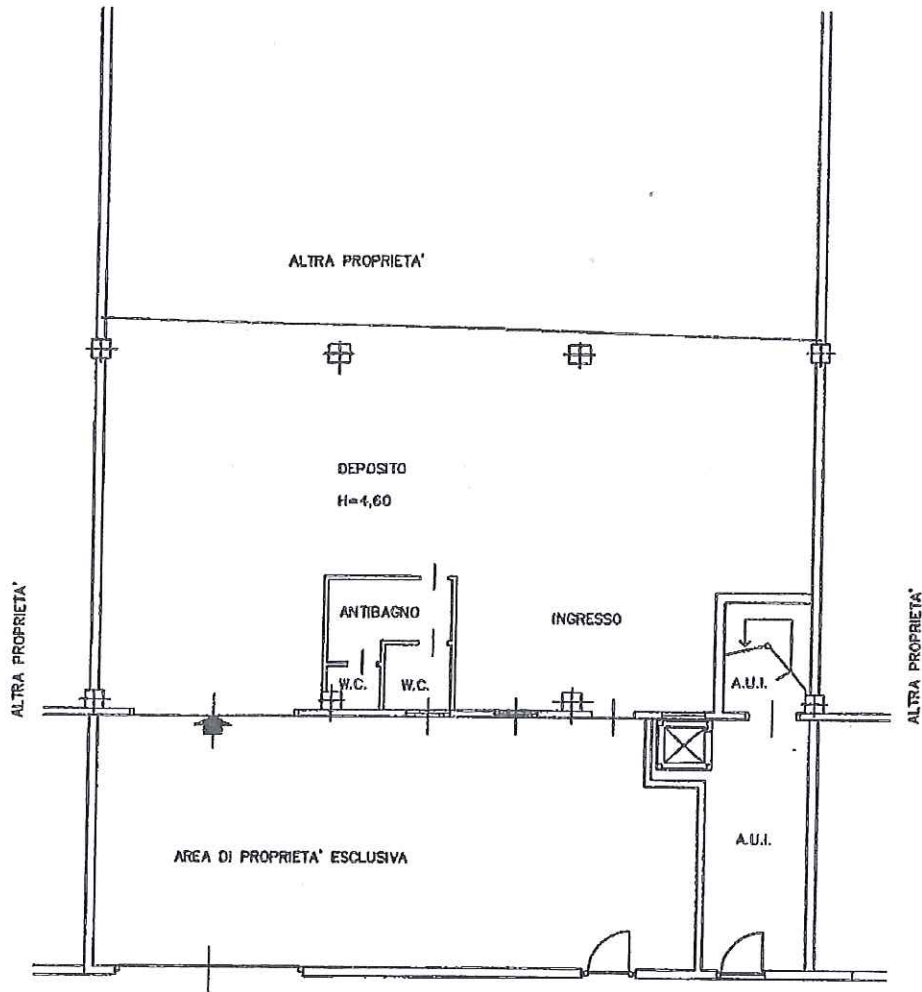 ALTRA PROPRIETA'
DEPOSITO
H=4,60
ANTIBAGNO
INGRESSO
W.C.
W.C.
A.U.I.
ALTRA PROPRIETA'
ALTRA PROPRIETA'
A.U.I.
AREA DI PROPRIETA' ESCLUSIVA